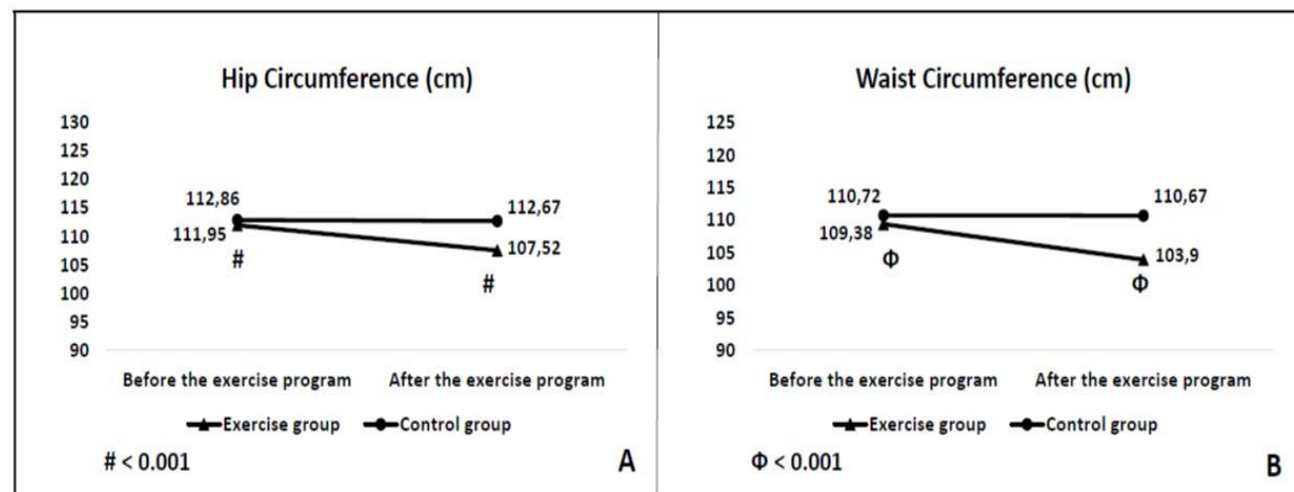 Hip Circumference (cm)
130
125
120
115
110
105
100
95
90
112,86
112,67
111,95
107,52
#
#
Before the exercise program
After the exercise program
Exercise group
Control group
# < 0.001
A
Waist Circumference (cm)
125
120
115
110
105
100
95
90
110,72
110,67
109,38
103,9
Φ
Φ
Before the exercise program
After the exercise program
Exercise group
Control group
Φ < 0.001
B